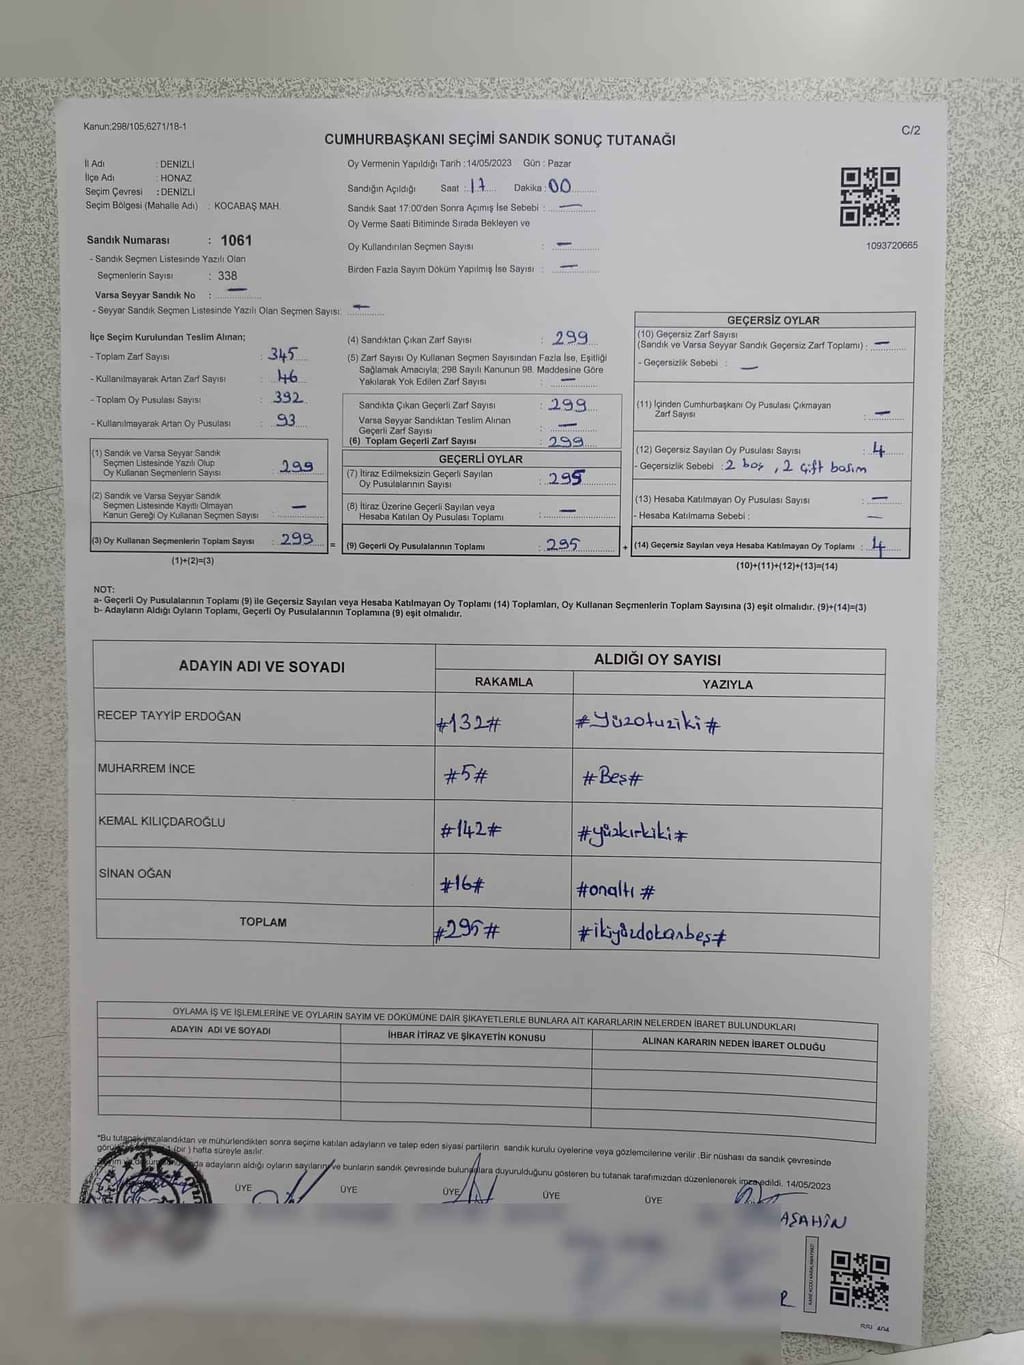 Kanun:298/105;6271/18-1
C/2
CUMHURBAŞKANI SEÇİMİ SANDIK SONUÇ TUTANAĞI
İl Adı : DENİZLİ
İlçe Adı : HONAZ
Seçim Çevresi : DENİZLİ
Seçim Bölgesi (Mahalle Adı) : KOCABAŞ MAH.
Sandık Numarası : 1061
- Sandık Seçmen Listesinde Yazılı Olan
Seçmenlerin Sayısı : 338
Varsa Seyyar Sandık No : —
- Seyyar Sandık Seçmen Listesinde Yazılı Olan Seçmen Sayısı: —
Oy Vermenin Yapıldığı Tarih : 14/05/2023 Gün : Pazar
Sandığın Açıldığı Saat : 17 Dakika : 00
Sandık Saat 17:00'den Sonra Açımış İse Sebebi : —
Oy Verme Saati Bitiminde Sırada Bekleyen ve
Oy Kullandırılan Seçmen Sayısı : —
Birden Fazla Sayım Döküm Yapılmış İse Sayısı : —
1093720665
İlçe Seçim Kurulundan Teslim Alınan;
- Toplam Zarf Sayısı : 345
- Kullanılmayarak Artan Zarf Sayısı : 46
- Toplam Oy Pusulası Sayısı : 392
- Kullanılmayarak Artan Oy Pusulası : 93
(1) Sandık ve Varsa Seyyar Sandık
Seçmen Listesinde Yazılı Olup
Oy Kullanan Seçmenlerin Sayısı : 299
(2) Sandık ve Varsa Seyyar Sandık
Seçmen Listesinde Kayıtlı Olmayan
Kanun Gereği Oy Kullanan Seçmen Sayısı : —
(3) Oy Kullanan Seçmenlerin Toplam Sayısı : 299
(1)+(2)=(3)
(4) Sandıktan Çıkan Zarf Sayısı : 299
(5) Zarf Sayısı Oy Kullanan Seçmen Sayısından Fazla İse, Eşitliği
Sağlamak Amacıyla; 298 Sayılı Kanunun 98. Maddesine Göre
Yakılarak Yok Edilen Zarf Sayısı : —
Sandıkta Çıkan Geçerli Zarf Sayısı : 299
Varsa Seyyar Sandıktan Teslim Alınan
Geçerli Zarf Sayısı : —
(6) Toplam Geçerli Zarf Sayısı : 299
GEÇERLİ OYLAR
(7) İtiraz Edilmeksizin Geçerli Sayılan
Oy Pusulalarının Sayısı : 295
(8) İtiraz Üzerine Geçerli Sayılan veya
Hesaba Katılan Oy Pusulası Toplamı : —
= (9) Geçerli Oy Pusulalarının Toplamı : 295 +
GEÇERSİZ OYLAR
(10) Geçersiz Zarf Sayısı
(Sandık ve Varsa Seyyar Sandık Geçersiz Zarf Toplamı) : —
- Geçersizlik Sebebi : —
(11) İçinden Cumhurbaşkanı Oy Pusulası Çıkmayan
Zarf Sayısı : —
(12) Geçersiz Sayılan Oy Pusulası Sayısı : 4
- Geçersizlik Sebebi : 2 boş , 2 çift basım
(13) Hesaba Katılmayan Oy Pusulası Sayısı : —
- Hesaba Katılmama Sebebi : —
(14) Geçersiz Sayılan veya Hesaba Katılmayan Oy Toplamı : 4
(10)+(11)+(12)+(13)=(14)
NOT:
a- Geçerli Oy Pusulalarının Toplamı (9) ile Geçersiz Sayılan veya Hesaba Katılmayan Oy Toplamı (14) Toplamları, Oy Kullanan Seçmenlerin Toplam Sayısına (3) eşit olmalıdır. (9)+(14)=(3)
b- Adayların Aldığı Oyların Toplamı, Geçerli Oy Pusulalarının Toplamına (9) eşit olmalıdır.
ADAYIN ADI VE SOYADI
ALDIĞI OY SAYISI
RAKAMLA YAZIYLA
RECEP TAYYİP ERDOĞAN #132# #Yüzotuziki#
MUHARREM İNCE #5# #Beş#
KEMAL KILIÇDAROĞLU #142# #yüzkırkiki#
SİNAN OĞAN #16# #onaltı#
TOPLAM #295# #ikiyüzdoksanbeş#
OYLAMA İŞ VE İŞLEMLERİNE VE OYLARIN SAYIM VE DÖKÜMÜNE DAİR ŞİKAYETLERLE BUNLARA AİT KARARLARIN NELERDEN İBARET BULUNDUKLARI
ADAYIN ADI VE SOYADI İHBAR İTİRAZ VE ŞİKAYETİN KONUSU ALINAN KARARIN NEDEN İBARET OLDUĞU
*Bu tutanak imzalandıktan ve mühürlendikten sonra seçime katılan adayların ve talep eden siyasi partilerin sandık kurulu üyelerine veya gözlemcilerine verilir. Bir nüshası da sandık çevresinde
(bir) hafta süreyle asılır.
adayların aldığı oyların sayılarını ve bunların sandık çevresinde bulunanlara duyurulduğunu gösteren bu tutanak tarafımızdan düzenlenerek imza edildi. 14/05/2023
ÜYE ÜYE ÜYE ÜYE ÜYE
AŞAHİN